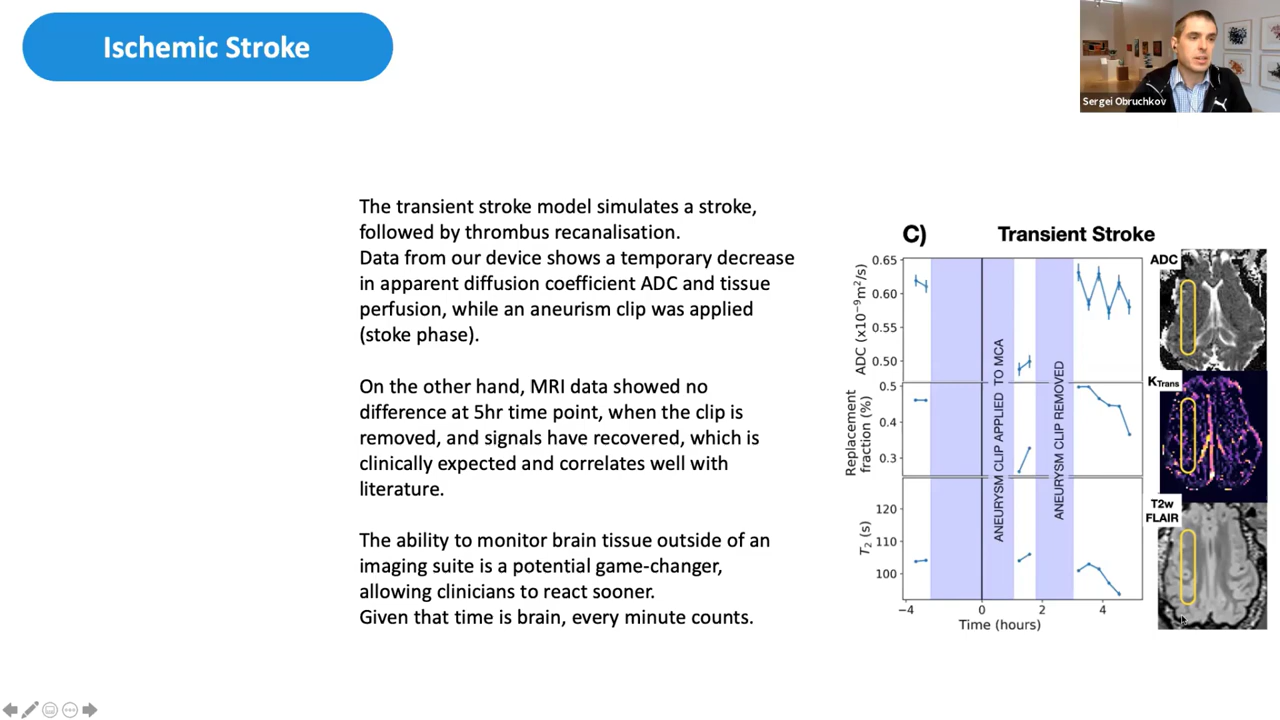 Ischemic Stroke
Sergei Obruchkov
The transient stroke model simulates a stroke,
followed by thrombus recanalisation.
Data from our device shows a temporary decrease
in apparent diffusion coefficient ADC and tissue
perfusion, while an aneurism clip was applied
(stoke phase).
On the other hand, MRI data showed no
difference at 5hr time point, when the clip is
removed, and signals have recovered, which is
clinically expected and correlates well with
literature.
The ability to monitor brain tissue outside of an
imaging suite is a potential game-changer,
allowing clinicians to react sooner.
Given that time is brain, every minute counts.
C) Transient Stroke
ADC (x10⁻⁹m²/s)
0.65
0.60
0.55
0.50
Replacement
fraction (%)
0.5
0.4
0.3
T₂ (s)
120
110
100
ANEURYSM CLIP APPLIED TO MCA
ANEURYSM CLIP REMOVED
−4 0 2 4
Time (hours)
ADC
KTrans
T2w
FLAIR